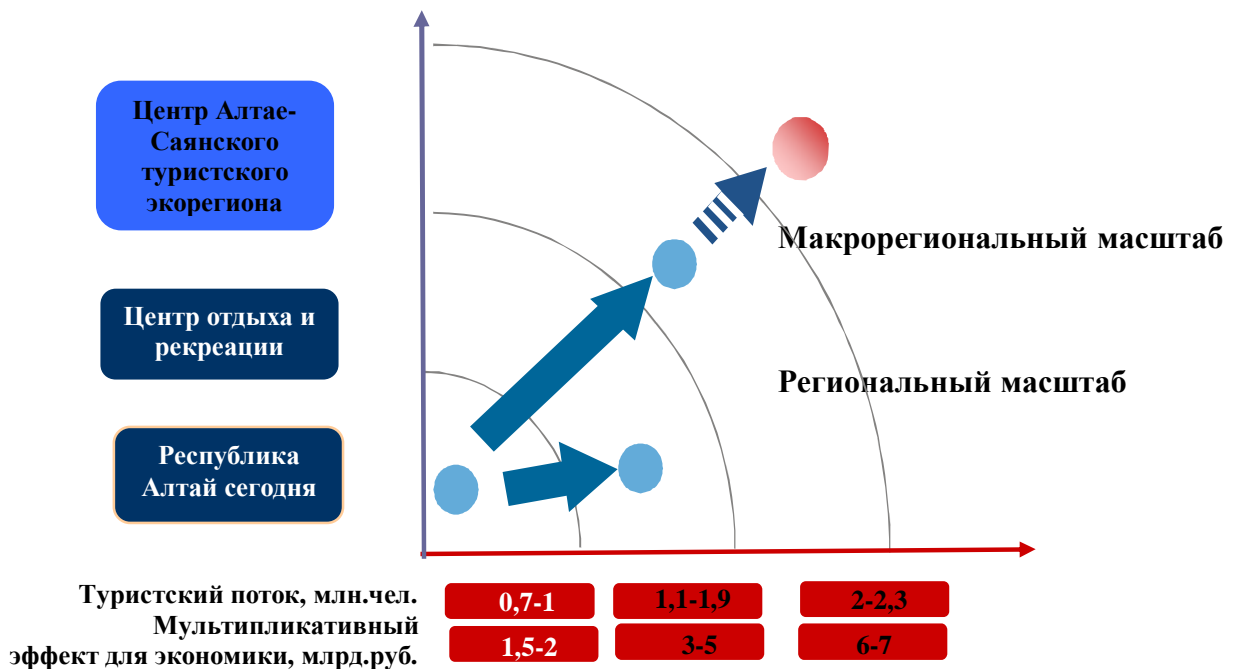 Центр Алтае-
Саянского
туристского
экорегиона
Макрорегиональный масштаб
Центр отдыха и
рекреации
Региональный масштаб
Республика
Алтай сегодня
Туристский поток, млн.чел.
0,7-1
1,1-1,9
2-2,3
Мультипликативный
эффект для экономики, млрд.руб.
1,5-2
3-5
6-7